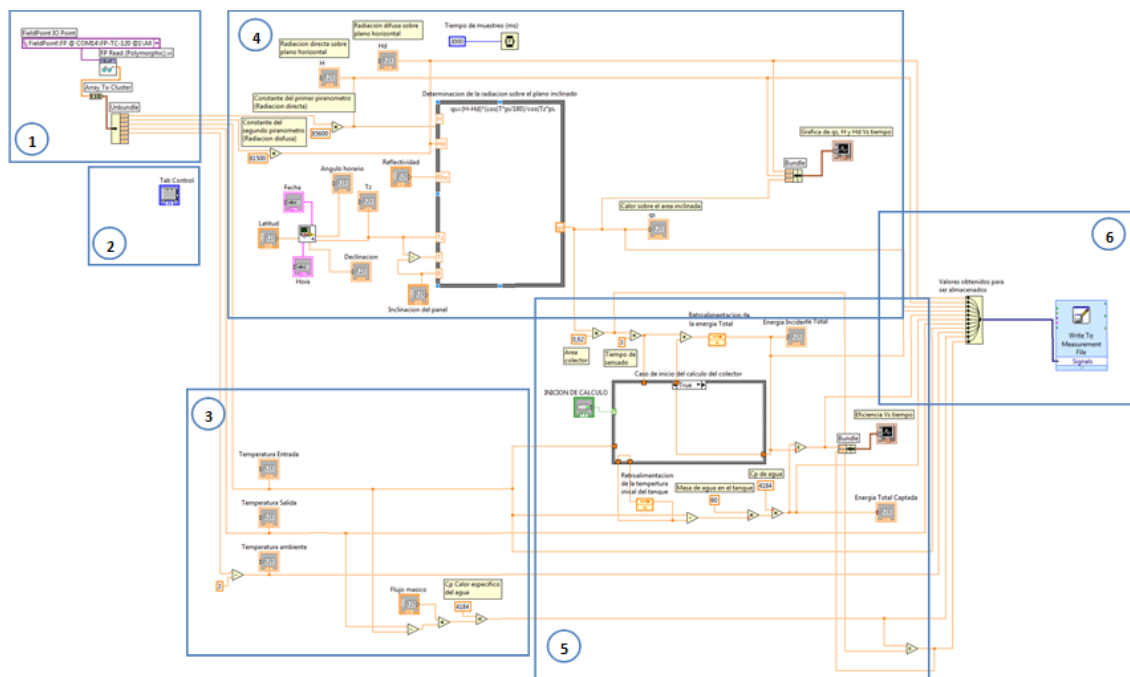 1
FieldPoint IO Point
FieldPoint\FP @ COM14\FP-TC-120 @1\All
FP Read (Polymorphic).vi
Array To Cluster
Unbundle
2
Tab Control
4
Tiempo de muestreo (ms)
3000
Radiacion difusa sobre
plano horizontal
Hd
Radiacion directa sobre
plano horizontal
H
Determinacion de la radiacion sobre el plano inclinado
Constante del primer piranometro
(Radiacion directa)
85600
Constante del
segundo piranometro
(Radiacion disfusa)
81500
Reflectividad
Angulo horario
Tz
Fecha
Latitud
Declinacion
Hora
Inclinacion del panel
Grafica de qs, H y Hd Vs tiempo
Bundle
Calor sobre el area inclinada
qs
6
Valores obtenidos para
ser almacenados
Write To
Measurement
File
Signals
Retroalimentacion de
la energia Total
Energia Incidente Total
0,62
Area
colector
3
Tiempo de
sensado
Caso de inicio del calculo del colector
True
INICION DE CALCULO
Eficiencia Vs tiempo
Bundle
Retroalimentacion
de la tempertura
inicial del tanque
Masa de agua en el tanque
60
Cp de agua
4184
Energia Total Captada
5
3
Temperatura Entrada
Temperatura Salida
Temperatura ambiente
3
Flujo masico
Cp Calor especifico
del agua
4184